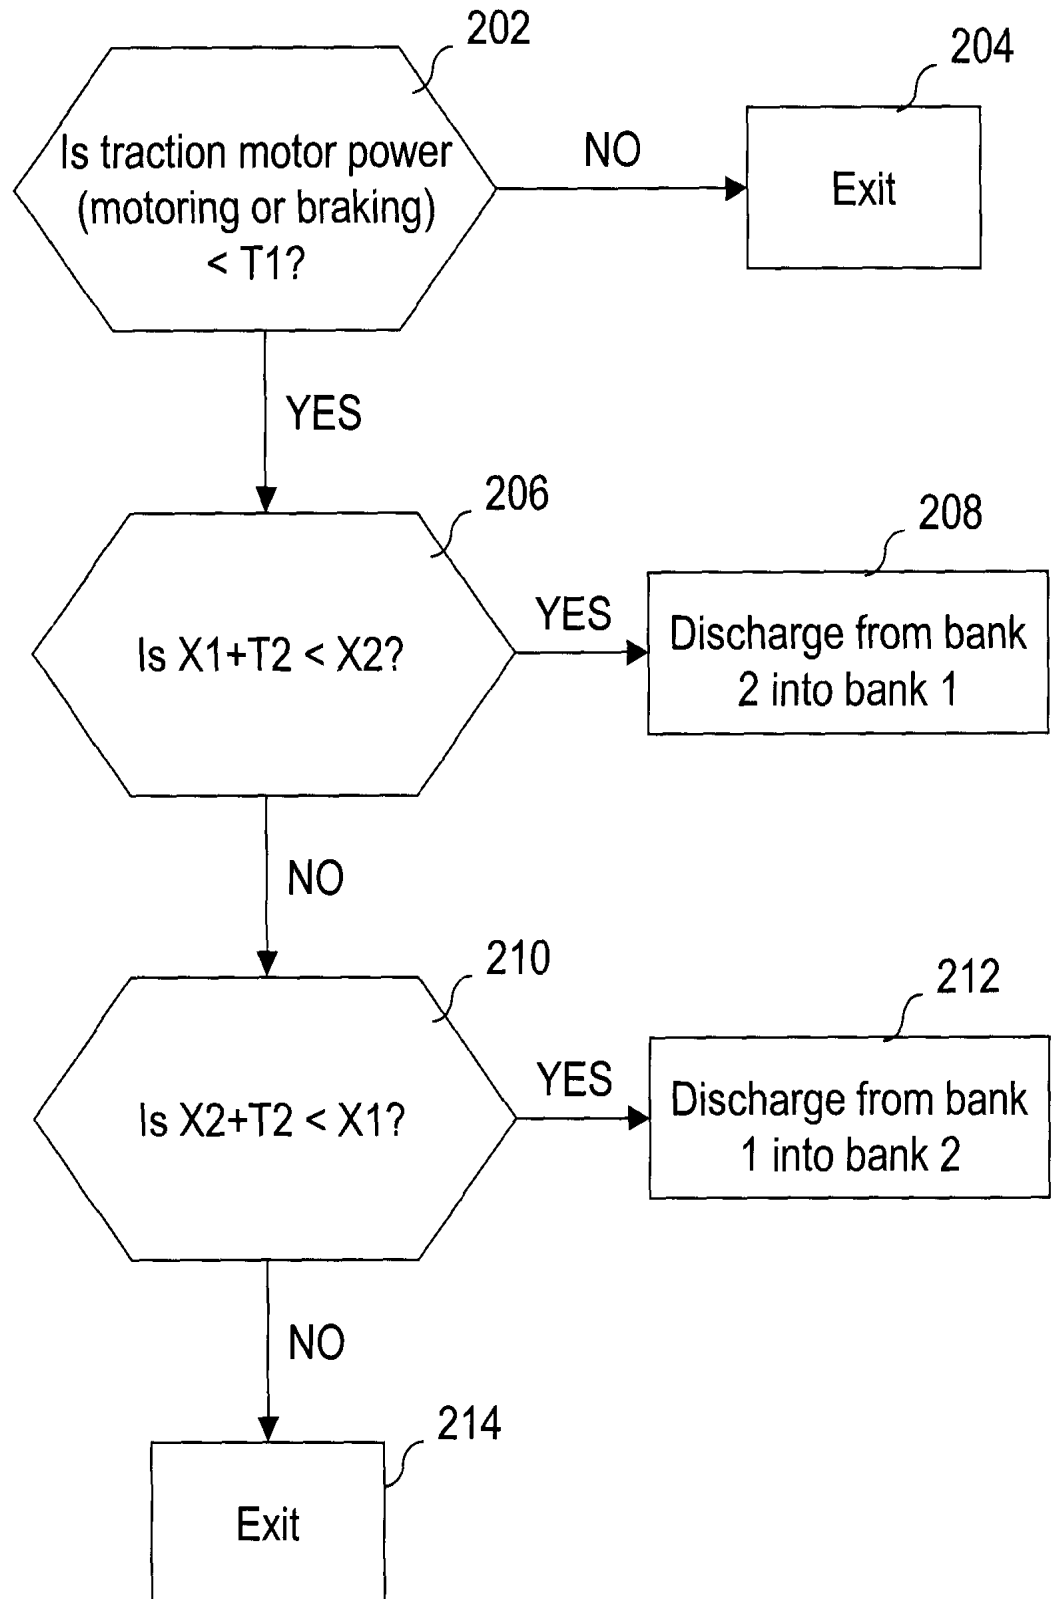 202
Is traction motor power
(motoring or braking)
< T1?
NO
204
Exit
YES
206
Is X1+T2 < X2?
YES
208
Discharge from bank
2 into bank 1
NO
210
Is X2+T2 < X1?
YES
212
Discharge from bank
1 into bank 2
NO
214
Exit